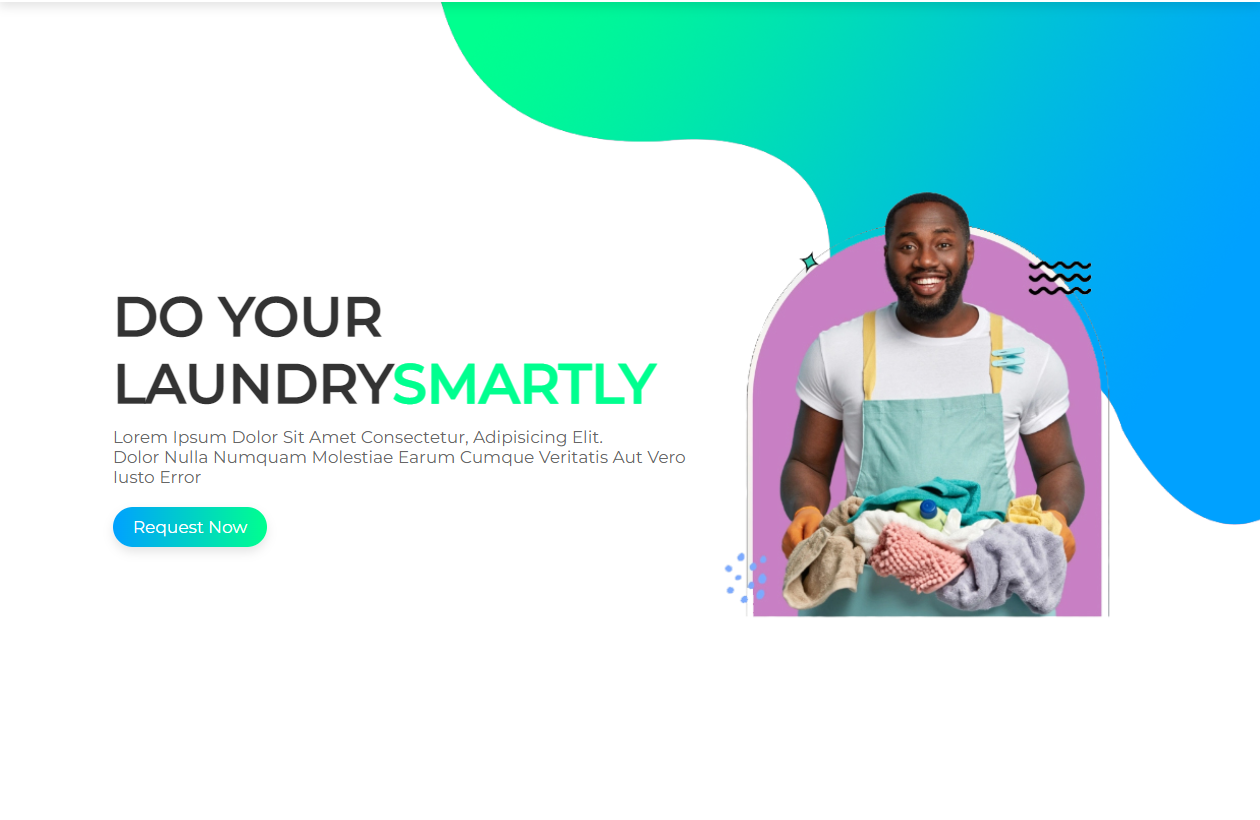 DO YOUR
LAUNDRYSMARTLY
Lorem Ipsum Dolor Sit Amet Consectetur, Adipisicing Elit.
Dolor Nulla Numquam Molestiae Earum Cumque Veritatis Aut Vero
Iusto Error
Request Now